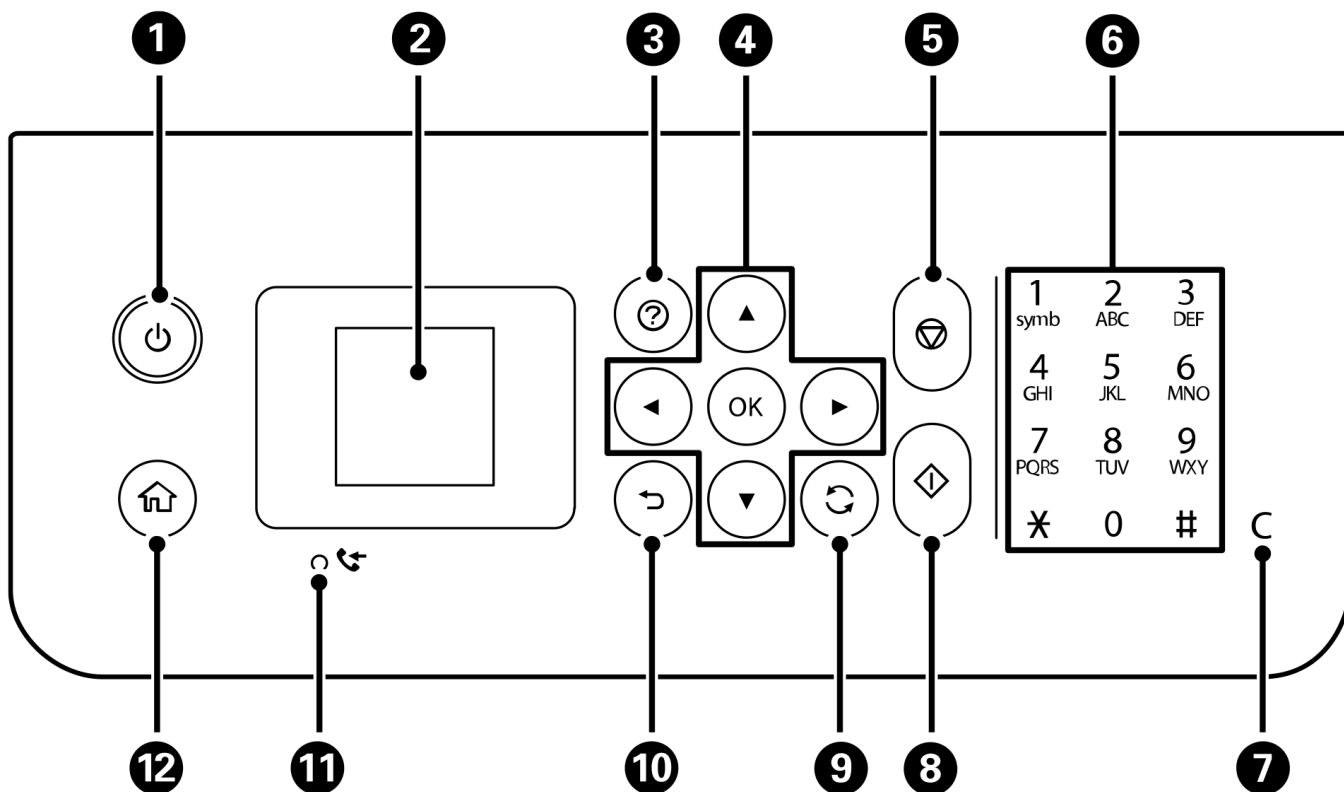 1 2 3 4 5 6
1 2 3
symb ABC DEF
4 5 6
GHI JKL MNO
OK
7 8 9
PQRS TUV WXY
* 0 # C
12 11 10 9 8 7